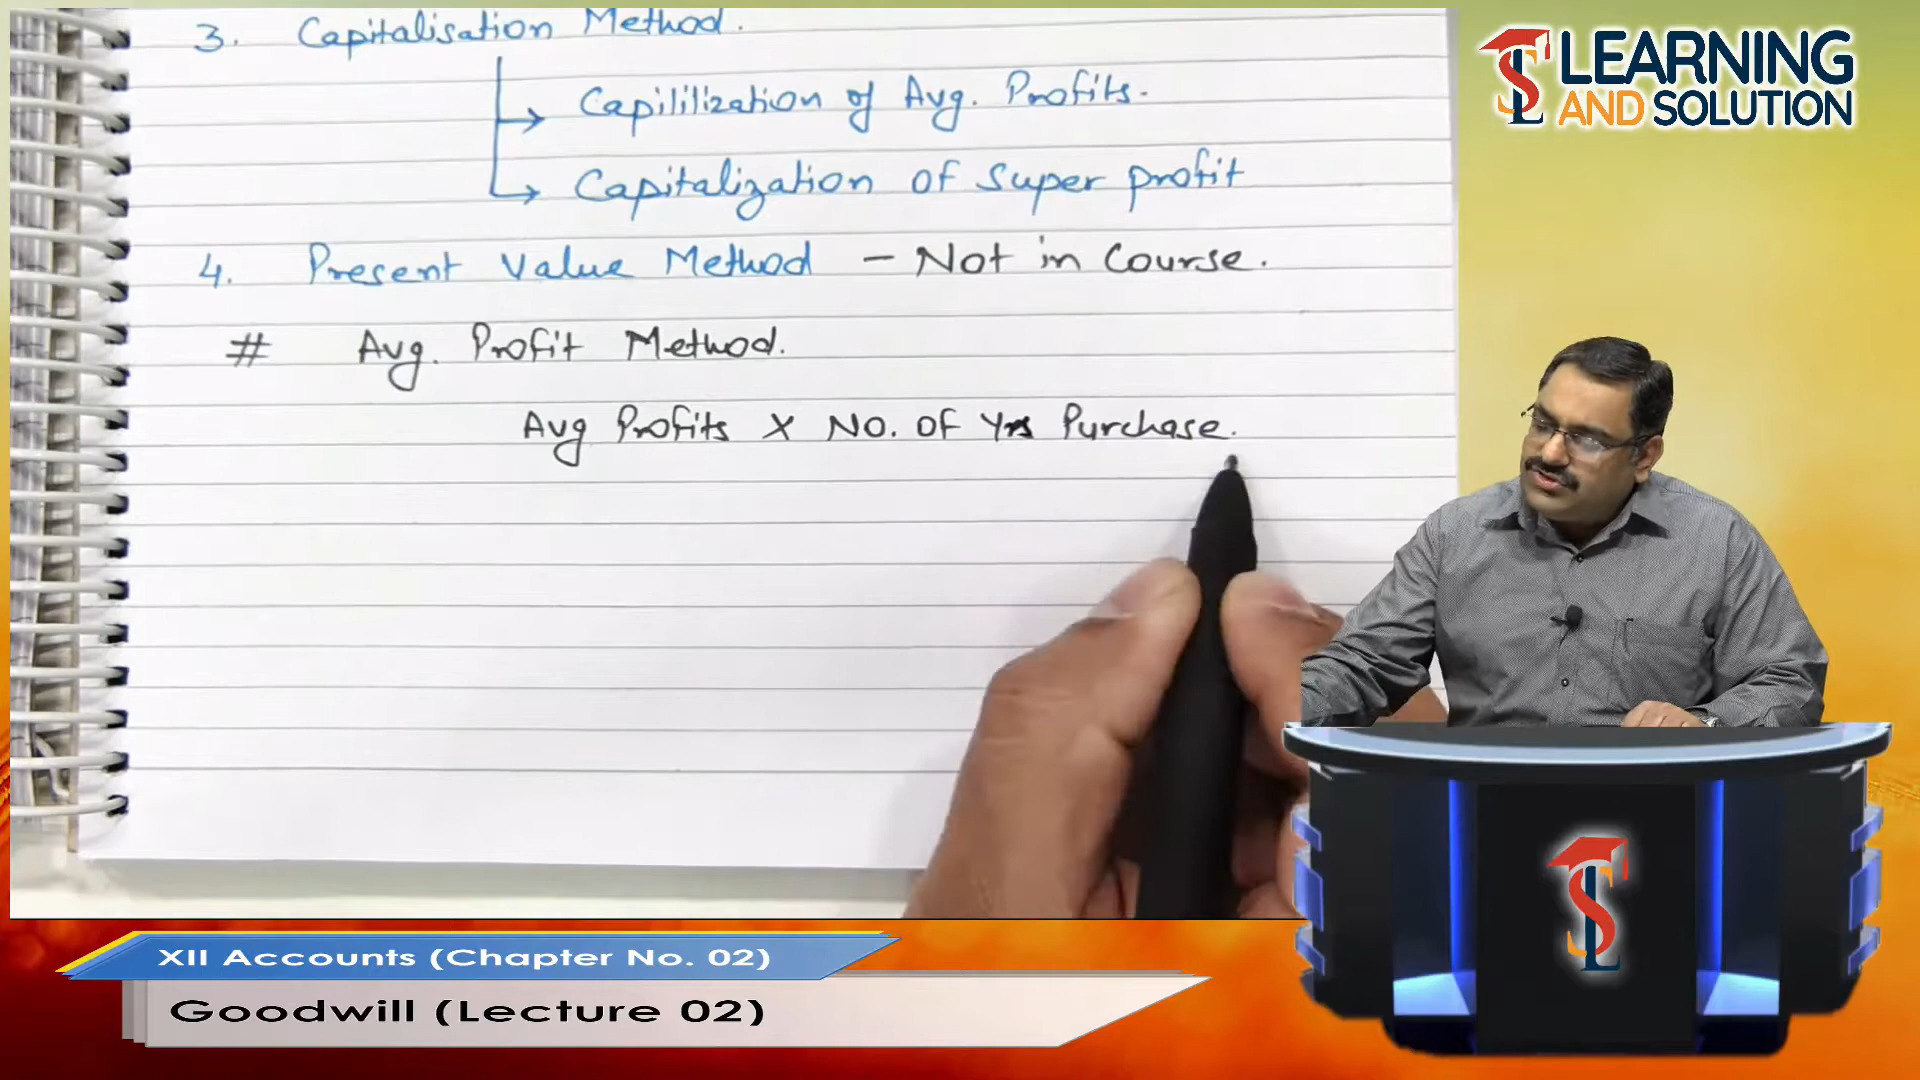 3. Capitalisation Method.
Capililization of Avg. Profits.
Capitalization of Super profit
4. Present Value Method - Not in Course.
# Avg. Profit Method.
Avg Profits X No. of Yrs Purchase.
LEARNING
AND SOLUTION
XII Accounts (Chapter No. 02)
Goodwill (Lecture 02)